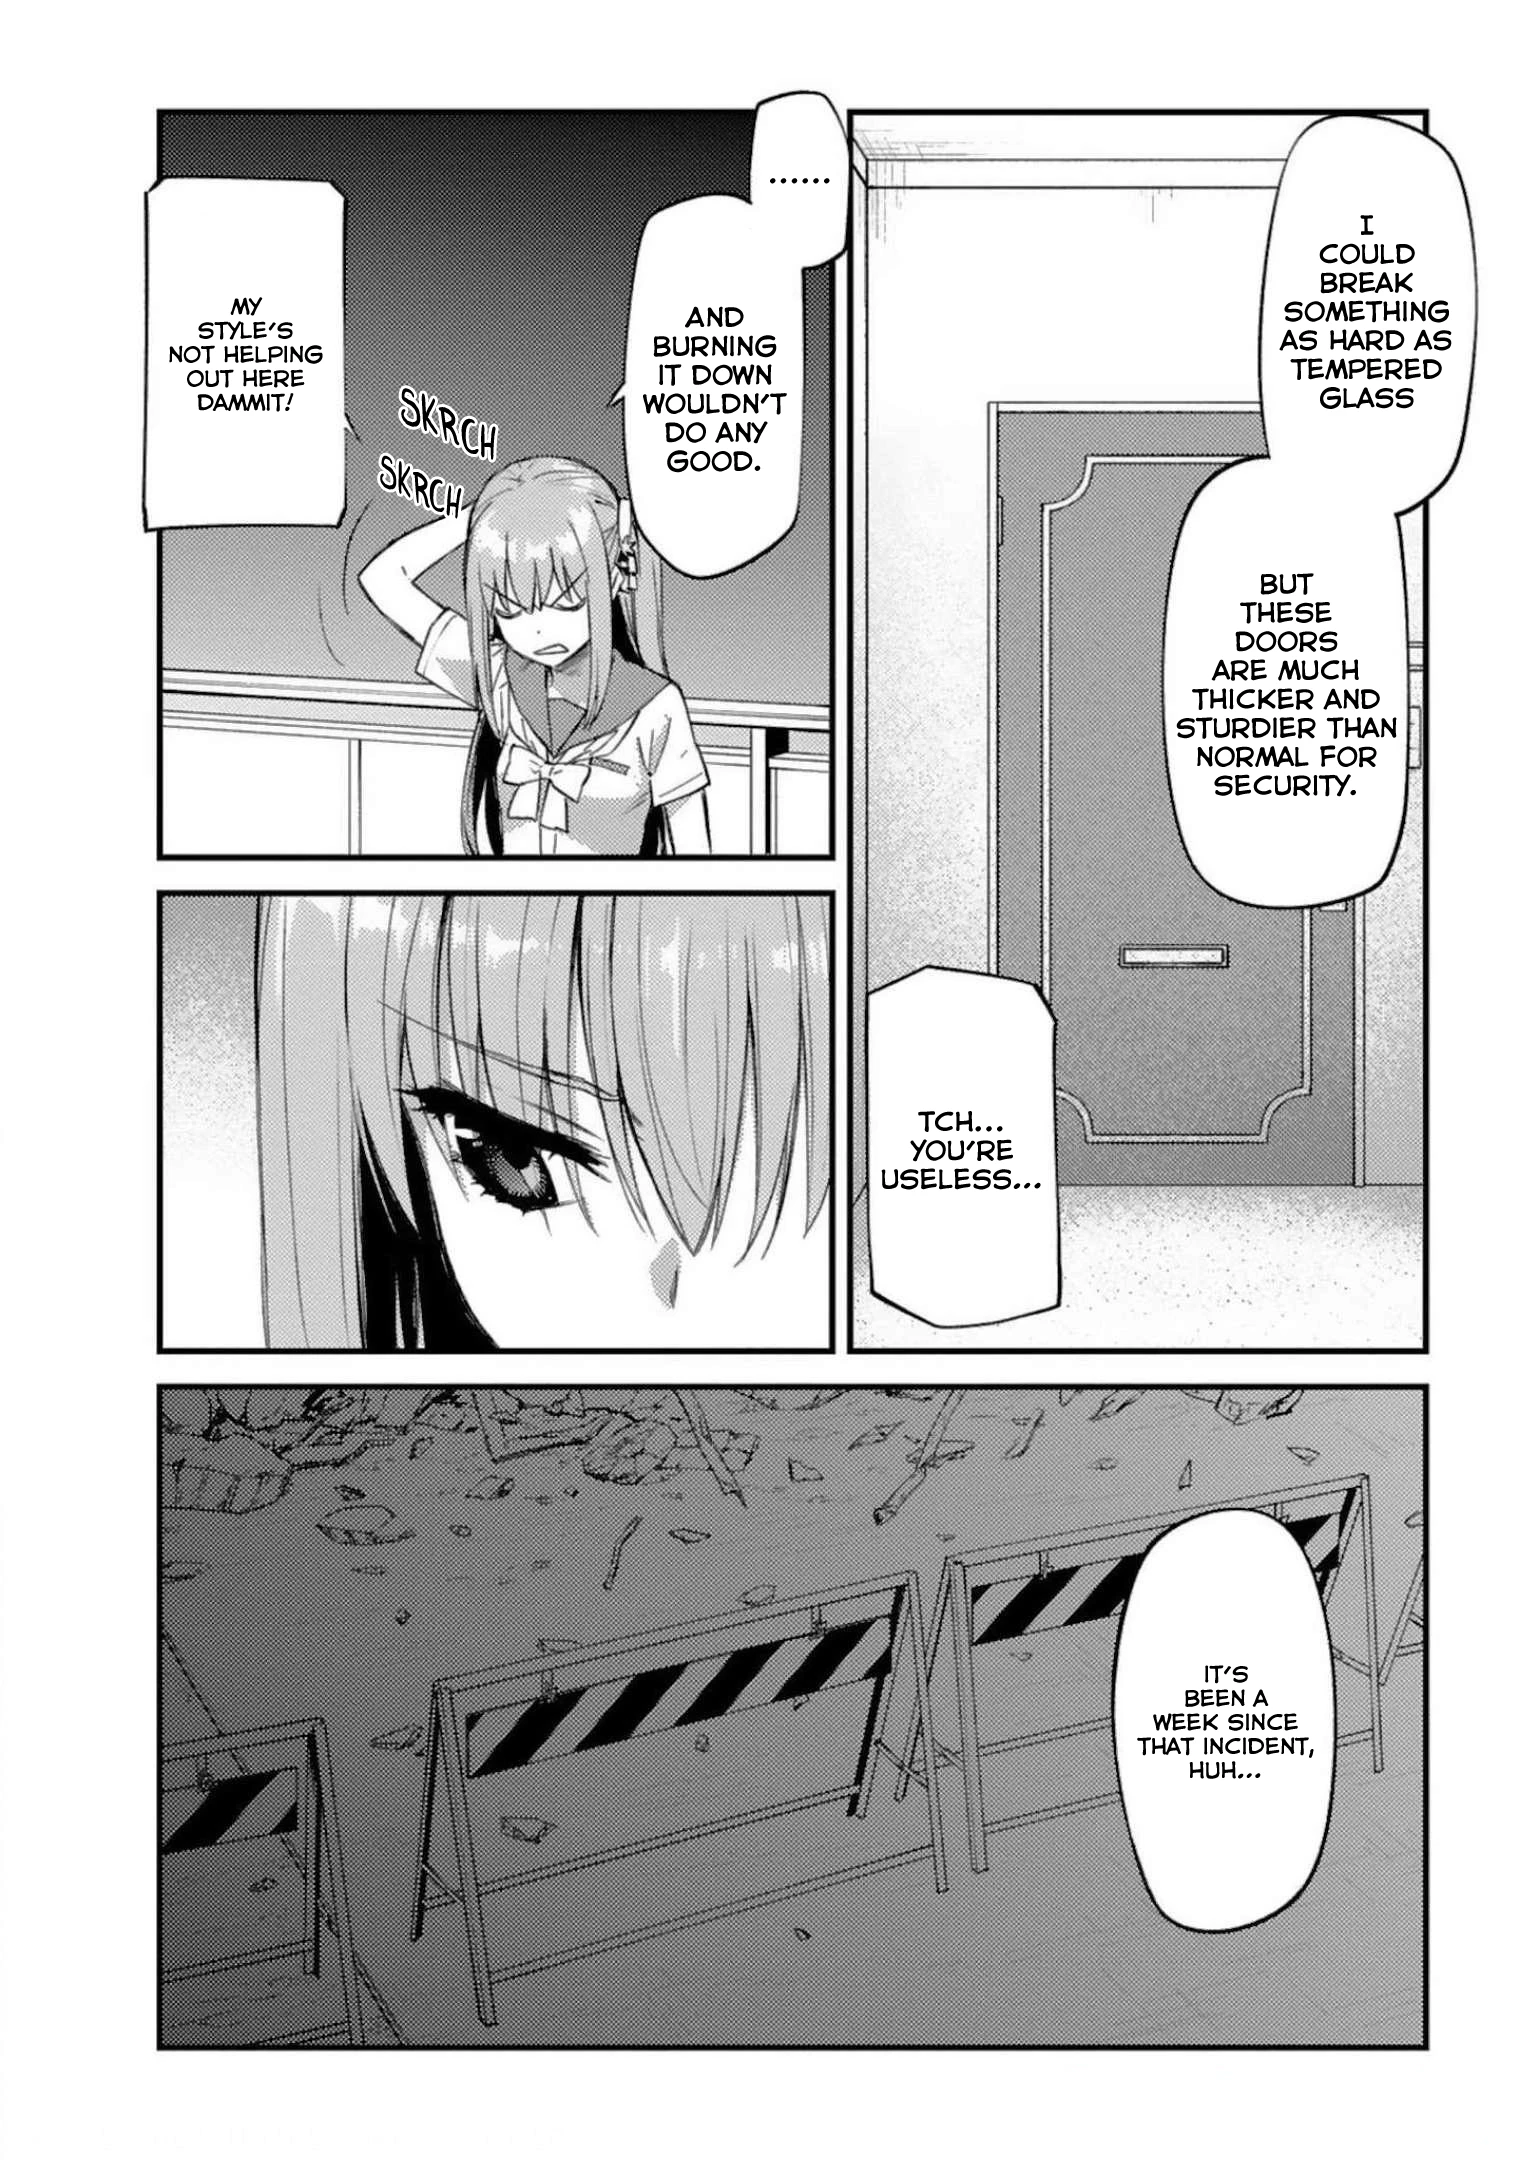 I
COULD
BREAK
SOMETHING
AS HARD AS
TEMPERED
GLASS
BUT
THESE
DOORS
ARE MUCH
THICKER AND
STURDIER THAN
NORMAL FOR
SECURITY.
TCH...
YOU'RE
USELESS...
......
AND
BURNING
IT DOWN
WOULDN'T
DO ANY
GOOD.
SKRCH
SKRCH
MY
STYLE'S
NOT HELPING
OUT HERE
DAMMIT!
IT'S
BEEN A
WEEK SINCE
THAT INCIDENT,
HUH...